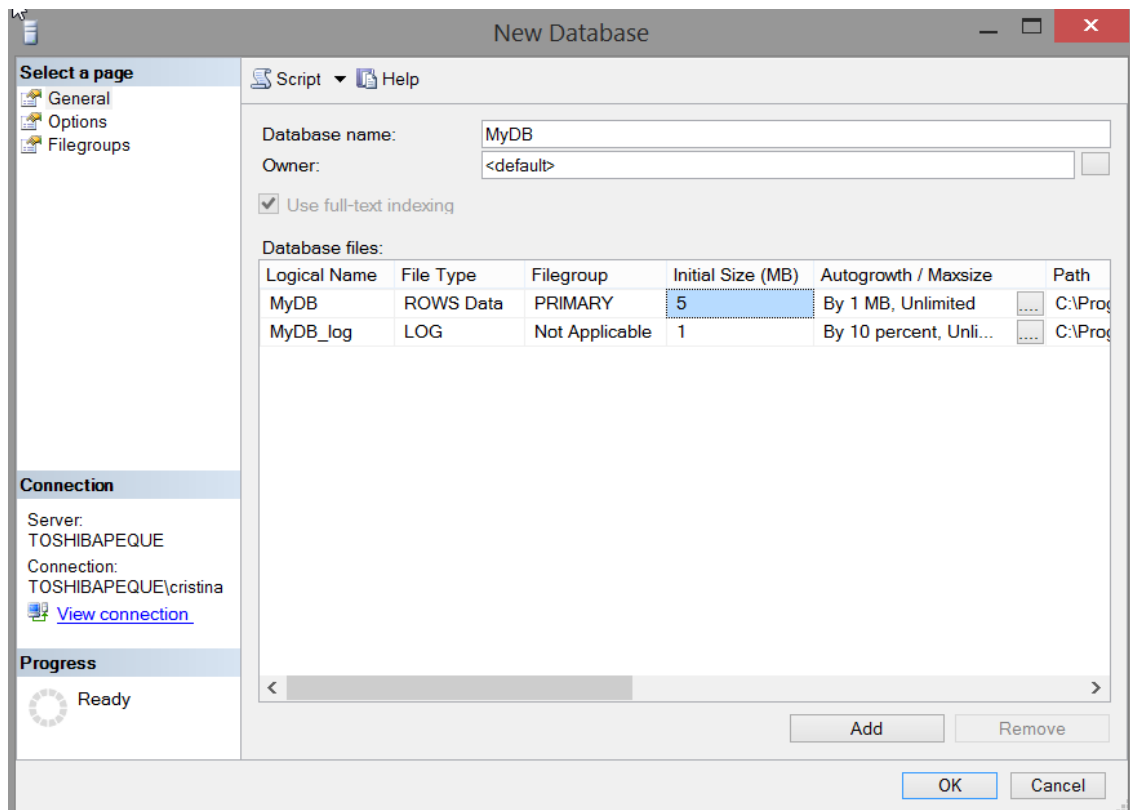 New Database
Select a page
General
Options
Filegroups
Script Help
Database name: MyDB
Owner: <default>
Use full-text indexing
Database files:
Logical Name File Type Filegroup Initial Size (MB) Autogrowth / Maxsize Path
MyDB ROWS Data PRIMARY 5 By 1 MB, Unlimited .... C:\Prog
MyDB_log LOG Not Applicable 1 By 10 percent, Unli... .... C:\Prog
Connection
Server:
TOSHIBAPEQUE
Connection:
TOSHIBAPEQUE\cristina
View connection
Progress
Ready
Add Remove
OK Cancel